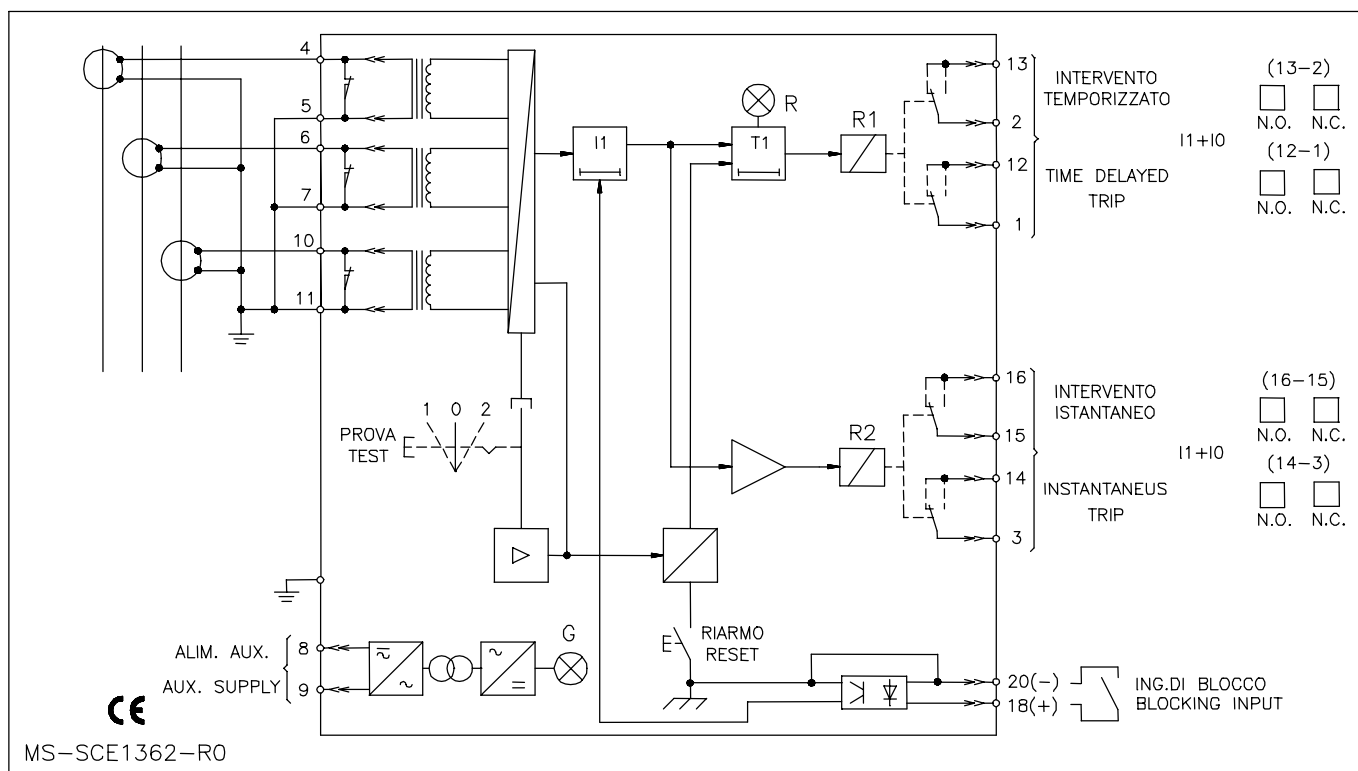 4
5
6
7
10
11
I1
R
T1
R1
13
2
12
1
INTERVENTO
TEMPORIZZATO
TIME DELAYED
TRIP
I1+I0
(13-2)
N.O. N.C.
(12-1)
N.O. N.C.
1 0 2
PROVA
TEST
R2
16
15
14
3
INTERVENTO
ISTANTANEO
INSTANTANEUS
TRIP
I1+I0
(16-15)
N.O. N.C.
(14-3)
N.O. N.C.
RIARMO
RESET
G
ALIM. AUX.
AUX. SUPPLY
8
9
20(-)
18(+)
ING.DI BLOCCO
BLOCKING INPUT
CE
MS-SCE1362-R0